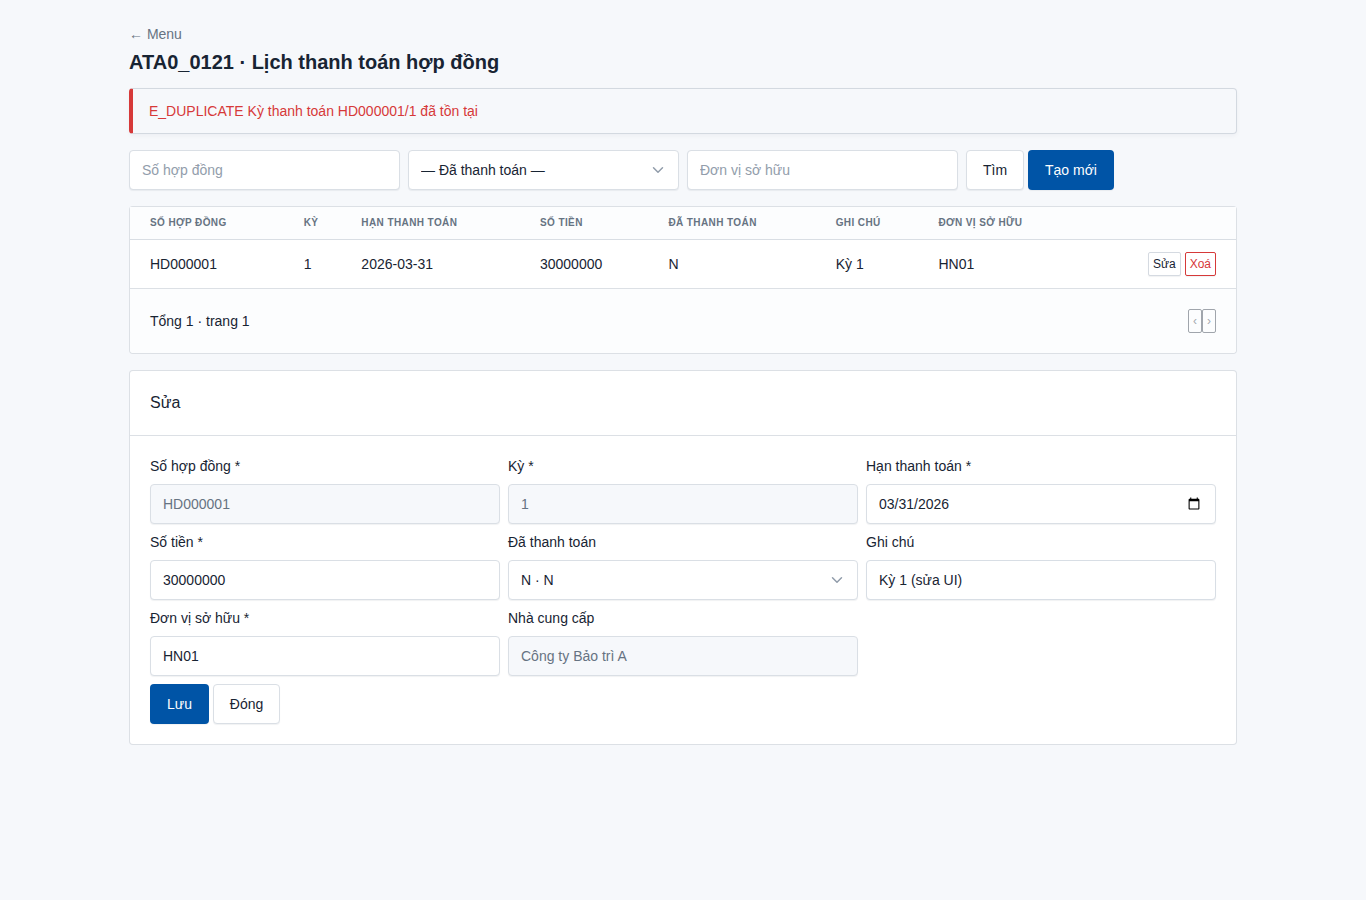 ← Menu
ATA0_0121 · Lịch thanh toán hợp đồng
E_DUPLICATE Kỳ thanh toán HD000001/1 đã tồn tại
Số hợp đồng — Đã thanh toán — Đơn vị sở hữu Tìm Tạo mới
SỐ HỢP ĐỒNG KỲ HẠN THANH TOÁN SỐ TIỀN ĐÃ THANH TOÁN GHI CHÚ ĐƠN VỊ SỞ HỮU
HD000001 1 2026-03-31 30000000 N Kỳ 1 HN01 Sửa Xoá
Tổng 1 · trang 1 ‹ ›
Sửa
Số hợp đồng * Kỳ * Hạn thanh toán *
HD000001 1 03/31/2026
Số tiền * Đã thanh toán Ghi chú
30000000 N · N Kỳ 1 (sửa UI)
Đơn vị sở hữu * Nhà cung cấp
HN01 Công ty Bảo trì A
Lưu Đóng